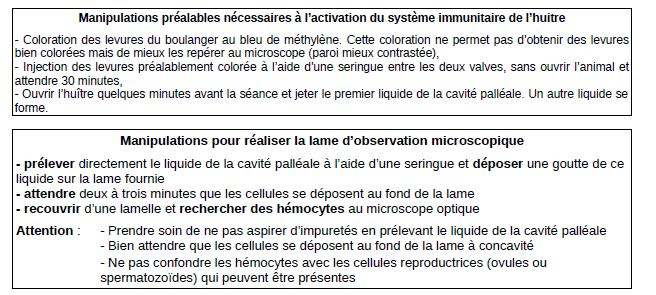 Manipulations préalables nécessaires à l'activation du système immunitaire de l'huitre
- Coloration des levures du boulanger au bleu de méthylène. Cette coloration ne permet pas d'obtenir des levures
bien colorées mais de mieux les repérer au microscope (paroi mieux contrastée),
- Injection des levures préalablement colorée à l'aide d'une seringue entre les deux valves, sans ouvrir l'animal et
attendre 30 minutes,
- Ouvrir l'huître quelques minutes avant la séance et jeter le premier liquide de la cavité palléale. Un autre liquide se
forme.
Manipulations pour réaliser la lame d'observation microscopique
- prélever directement le liquide de la cavité palléale à l'aide d'une seringue et déposer une goutte de ce
liquide sur la lame fournie
- attendre deux à trois minutes que les cellules se déposent au fond de la lame
- recouvrir d'une lamelle et rechercher des hémocytes au microscope optique
Attention : - Prendre soin de ne pas aspirer d'impuretés en prélevant le liquide de la cavité palléale
- Bien attendre que les cellules se déposent au fond de la lame à concavité
- Ne pas confondre les hémocytes avec les cellules reproductrices (ovules ou
spermatozoïdes) qui peuvent être présentes